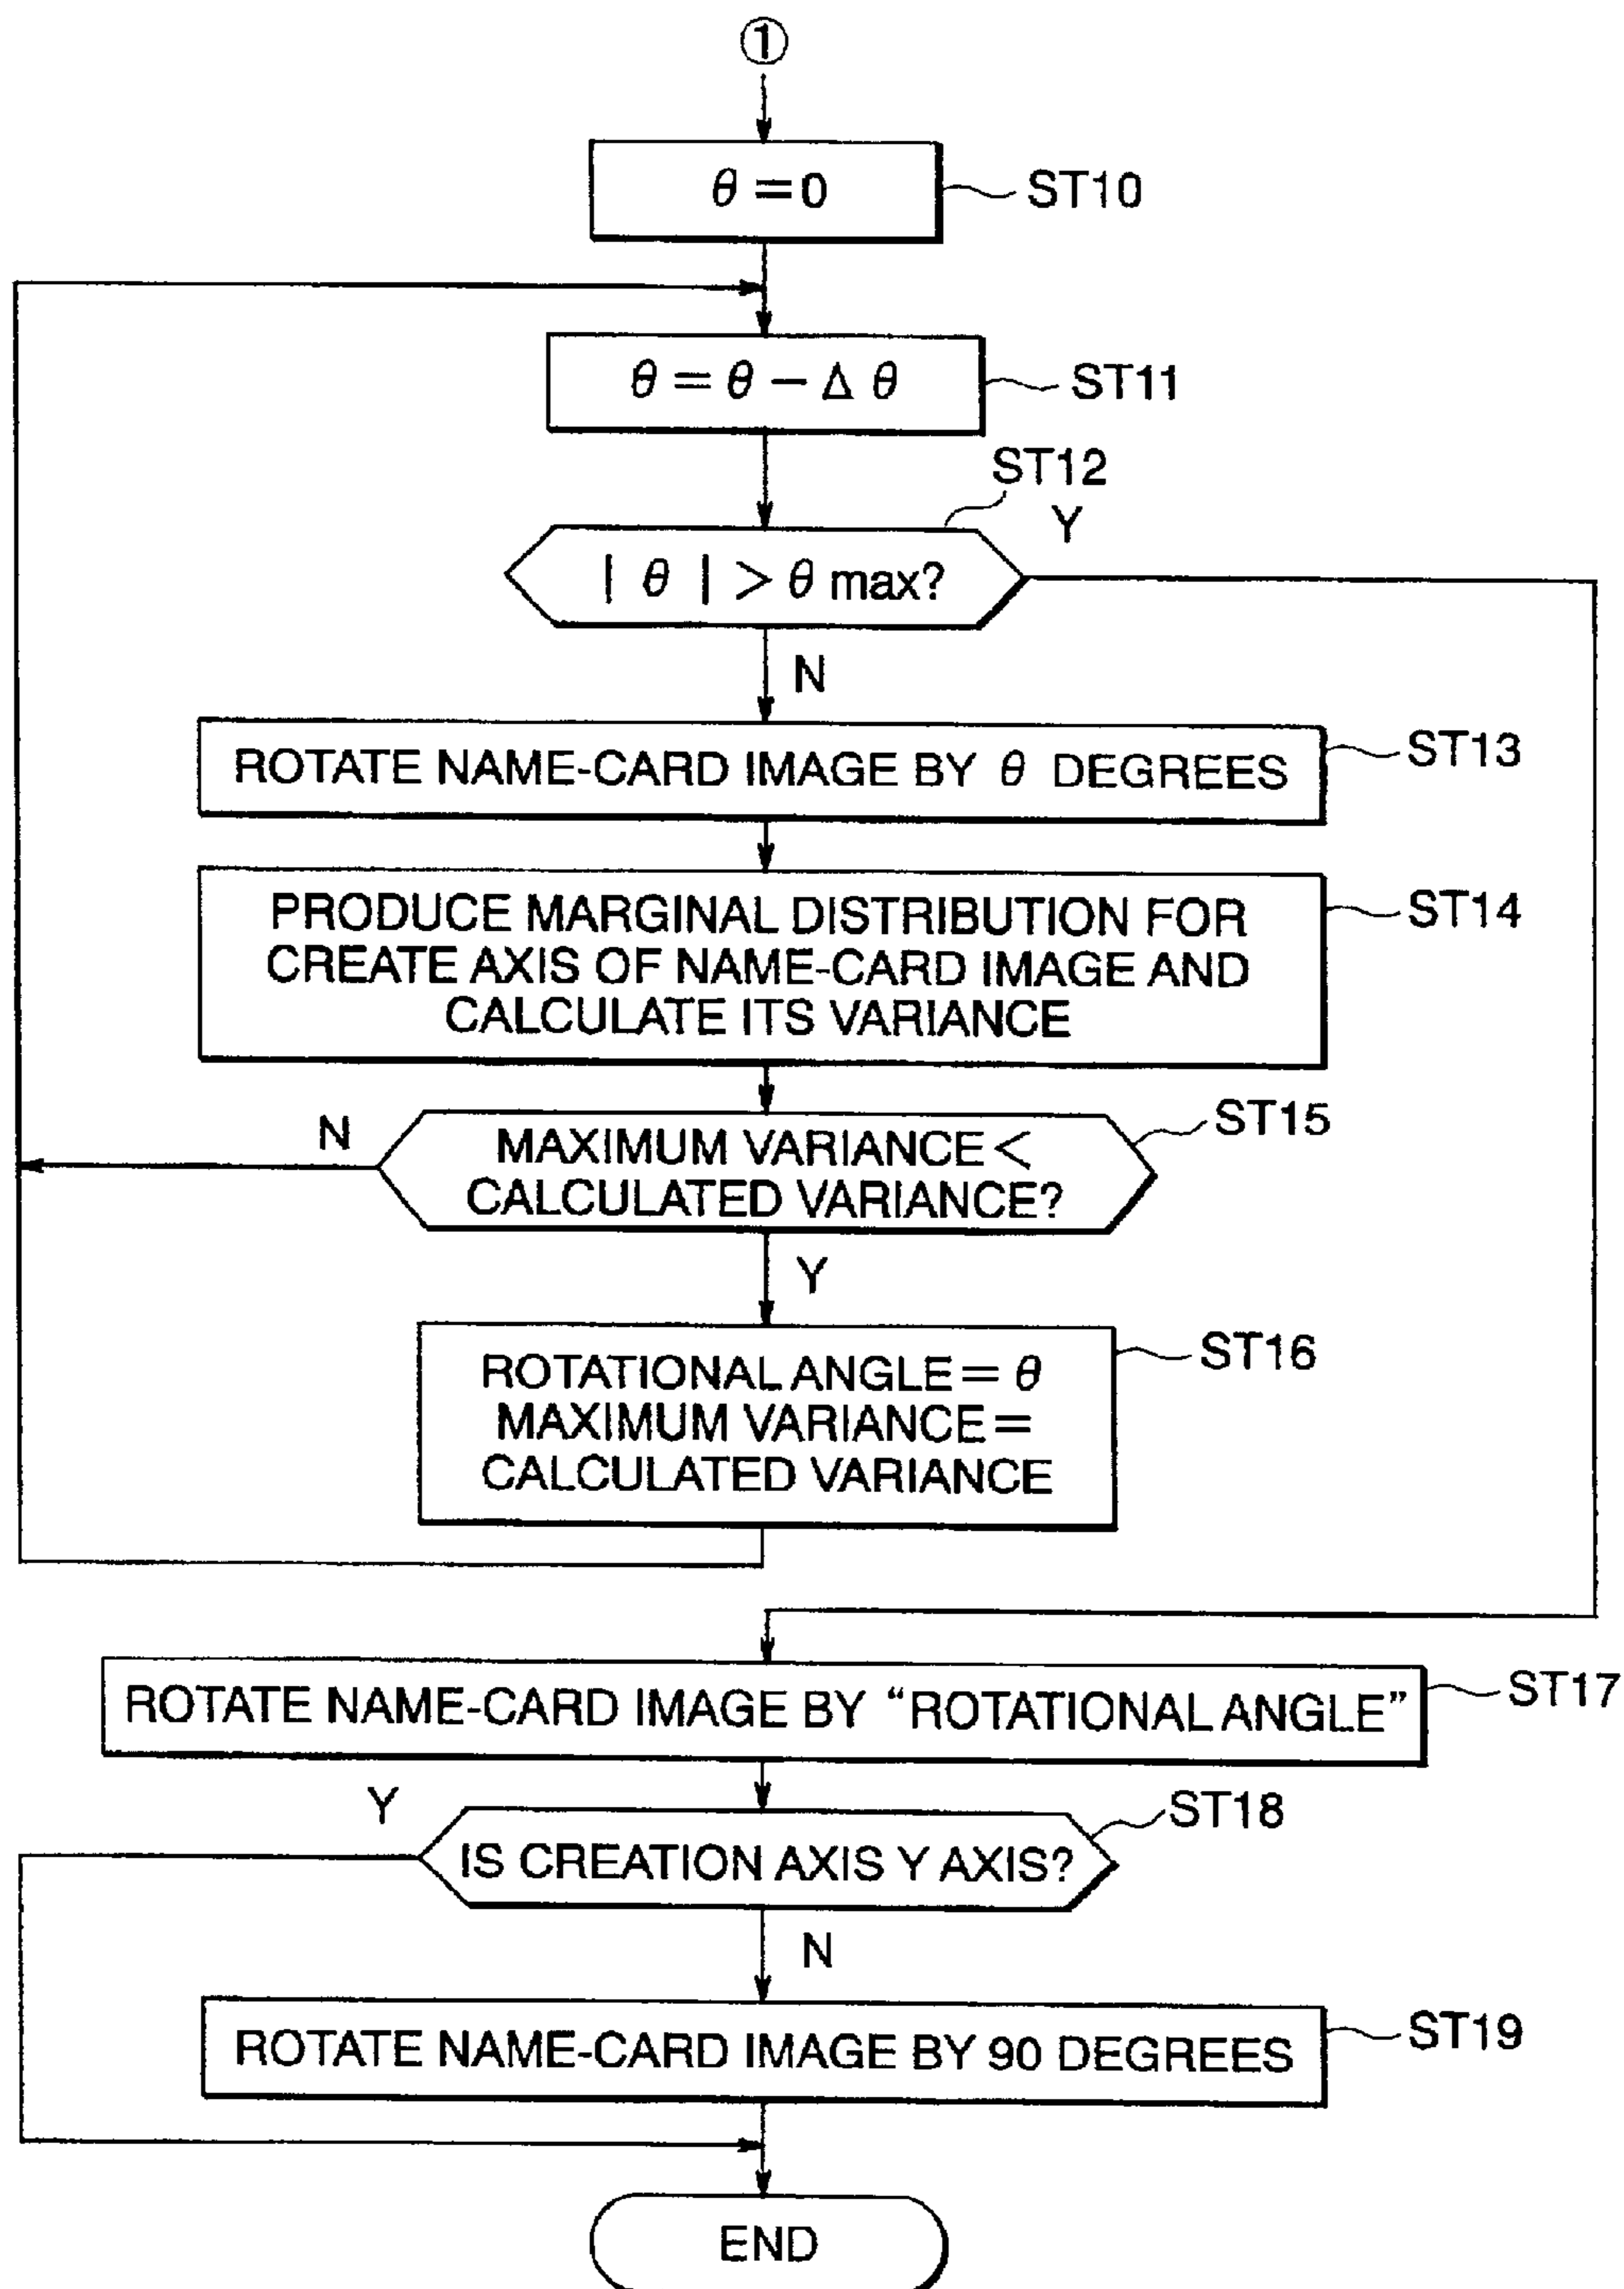 ①
θ = 0
ST10
θ = θ − Δ θ
ST11
ST12
Y
| θ | > θ max?
N
ROTATE NAME-CARD IMAGE BY θ DEGREES
ST13
PRODUCE MARGINAL DISTRIBUTION FOR
CREATE AXIS OF NAME-CARD IMAGE AND
CALCULATE ITS VARIANCE
ST14
N
MAXIMUM VARIANCE <
CALCULATED VARIANCE?
ST15
Y
ROTATIONAL ANGLE = θ
MAXIMUM VARIANCE =
CALCULATED VARIANCE
ST16
ROTATE NAME-CARD IMAGE BY “ROTATIONAL ANGLE”
ST17
Y
IS CREATION AXIS Y AXIS?
ST18
N
ROTATE NAME-CARD IMAGE BY 90 DEGREES
ST19
END